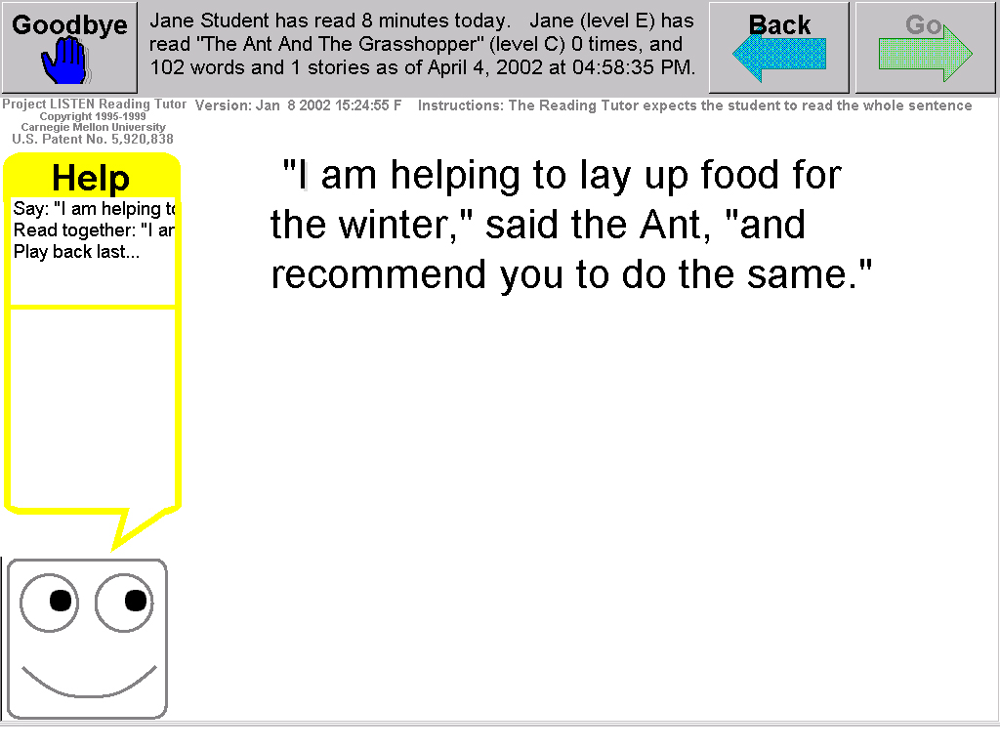 Goodbye
Jane Student has read 8 minutes today.   Jane (level E) has
read "The Ant And The Grasshopper" (level C) 0 times, and
102 words and 1 stories as of April 4, 2002 at 04:58:35 PM.
Back
Go
Project LISTEN Reading Tutor
Copyright 1995-1999
Carnegie Mellon University
U.S. Patent No. 5,920,838
Version: Jan  8 2002 15:24:55 F    Instructions: The Reading Tutor expects the student to read the whole sentence
Help
Say: "I am helping to
Read together: "I am
Play back last...
"I am helping to lay up food for
the winter," said the Ant, "and
recommend you to do the same."